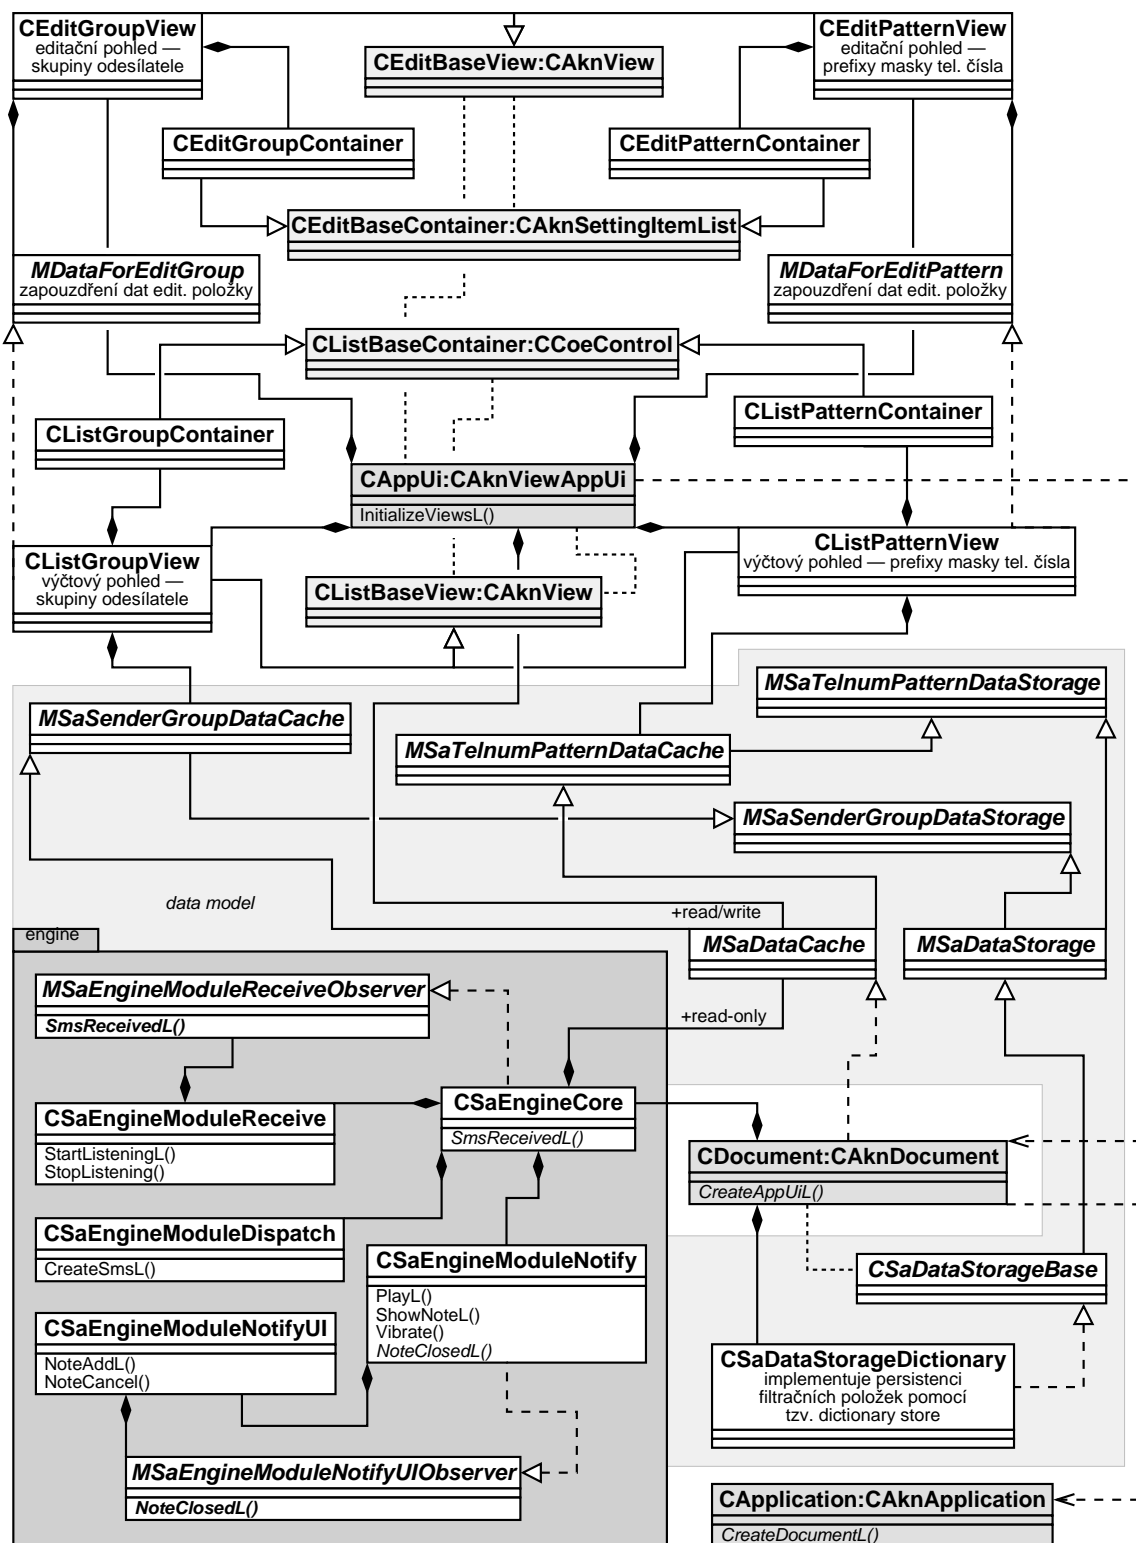 CEditGroupView
editační pohled —
skupiny odesílatele
CEditBaseView:CAknView
CEditPatternView
editační pohled —
prefixy masky tel. čísla
CEditGroupContainer
CEditPatternContainer
CEditBaseContainer:CAknSettingItemList
MDataForEditGroup
zapouzdření dat edit. položky
MDataForEditPattern
zapouzdření dat edit. položky
CListBaseContainer:CCoeControl
CListGroupContainer
CListPatternContainer
CAppUi:CAknViewAppUi
InitializeViewsL()
CListGroupView
výčtový pohled —
skupiny odesílatele
CListBaseView:CAknView
CListPatternView
výčtový pohled — prefixy masky tel. čísla
MSaTelnumPatternDataStorage
MSaSenderGroupDataCache
MSaTelnumPatternDataCache
MSaSenderGroupDataStorage
data model
+read/write
engine
MSaDataCache
MSaDataStorage
MSaEngineModuleReceiveObserver
SmsReceivedL()
+read-only
CSaEngineModuleReceive
StartListeningL()
StopListening()
CSaEngineCore
SmsReceivedL()
CDocument:CAknDocument
CreateAppUiL()
CSaEngineModuleDispatch
CreateSmsL()
CSaEngineModuleNotify
PlayL()
ShowNoteL()
Vibrate()
NoteClosedL()
CSaDataStorageBase
CSaEngineModuleNotifyUI
NoteAddL()
NoteCancel()
CSaDataStorageDictionary
implementuje persistenci
filtračních položek pomocí
tzv. dictionary store
MSaEngineModuleNotifyUIObserver
NoteClosedL()
CApplication:CAknApplication
CreateDocumentL()